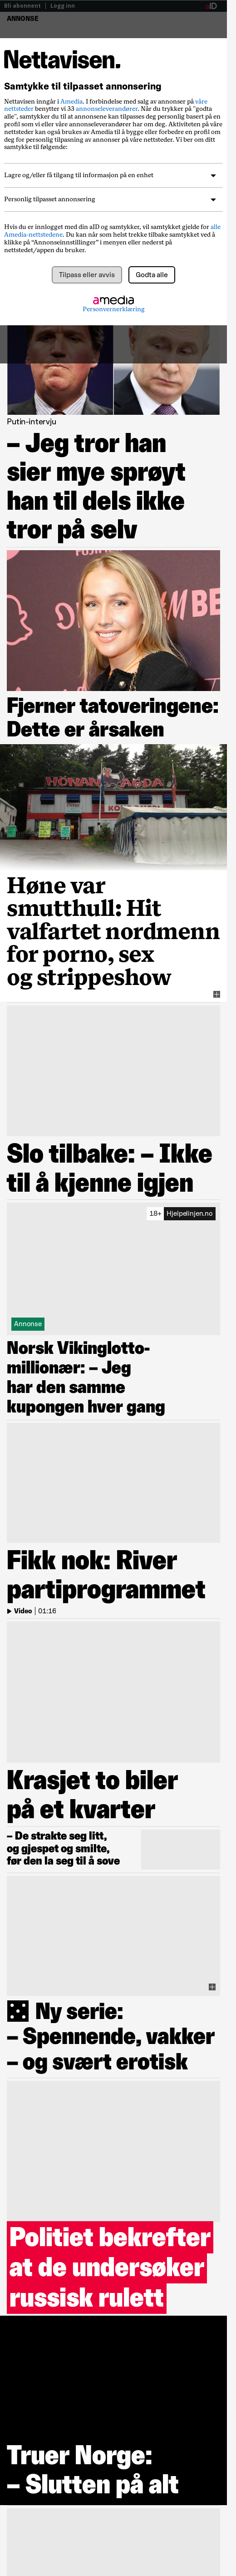 Bli abonnent | Logg inn
aID
ANNONSE
Nettavisen.
Samtykke til tilpasset annonsering
Nettavisen inngår i Amedia. I forbindelse med salg av annonser på våre
nettsteder benytter vi 33 annonseleverandører. Når du trykker på "godta
alle", samtykker du til at annonsene kan tilpasses deg personlig basert på en
profil som vi eller våre annonseleverandører har om deg. Aktiviteten din på våre
nettsteder kan også brukes av Amedia til å bygge eller forbedre en profil om
deg for personlig tilpasning av annonser på våre nettsteder. Vi ber om ditt
samtykke til følgende:
Lagre og/eller få tilgang til informasjon på en enhet
Personlig tilpasset annonsering
Hvis du er innlogget med din aID og samtykker, vil samtykket gjelde for alle
Amedia-nettstedene. Du kan når som helst trekke tilbake samtykket ved å
klikke på “Annonseinnstillinger” i menyen eller nederst på
nettstedet/appen du bruker.
Tilpass eller avvis
Godta alle
amedia
Personvernerklæring
Putin-intervju
– Jeg tror han
sier mye sprøyt
han til dels ikke
tror på selv
Fjerner tatoveringene:
Dette er årsaken
Høne var
smutthull: Hit
valfartet nordmenn
for porno, sex
og strippeshow
Slo tilbake: – Ikke
til å kjenne igjen
18+ Hjelpelinjen.no
Annonse
Norsk Vikinglotto-
millionær: – Jeg
har den samme
kupongen hver gang
Fikk nok: River
partiprogrammet
Video | 01:16
Krasjet to biler
på et kvarter
– De strakte seg litt,
og gjespet og smilte,
før den la seg til å sove
Ny serie:
– Spennende, vakker
– og svært erotisk
Politiet bekrefter
at de undersøker
russisk rulett
Truer Norge:
– Slutten på alt